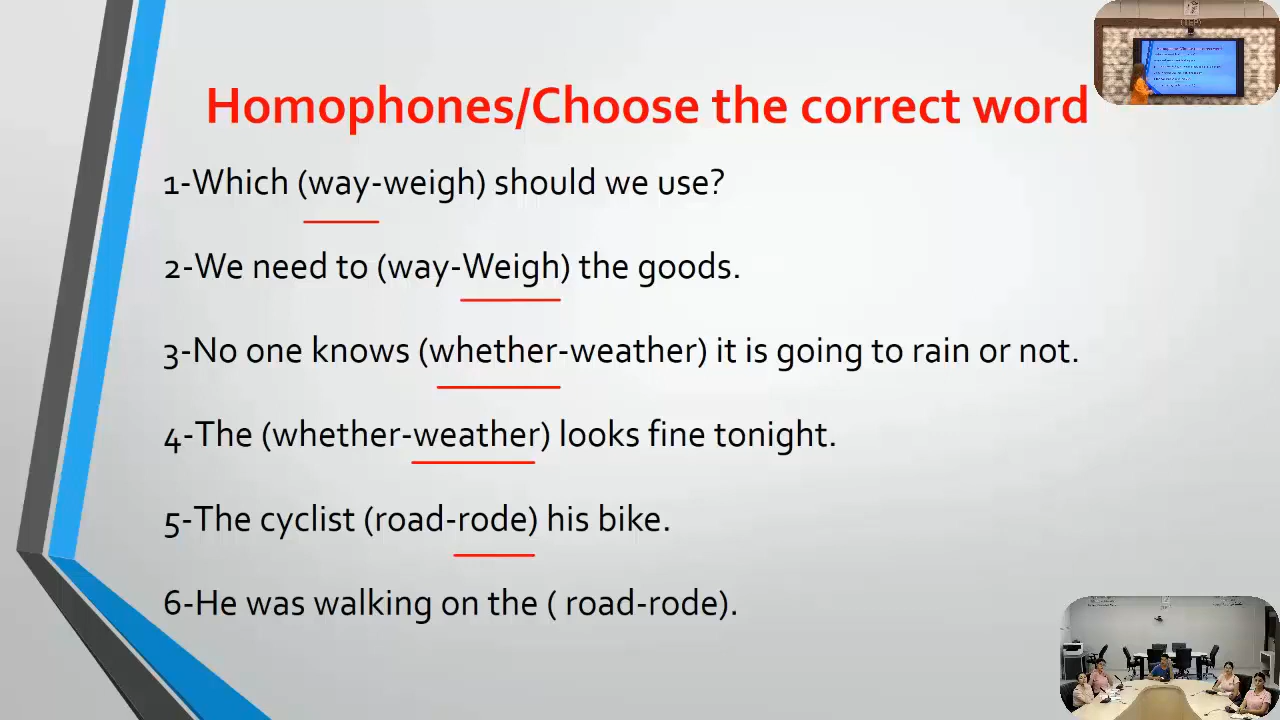 Homophones/Choose the correct word
1-Which (way-weigh) should we use?
2-We need to (way-Weigh) the goods.
3-No one knows (whether-weather) it is going to rain or not.
4-The (whether-weather) looks fine tonight.
5-The cyclist (road-rode) his bike.
6-He was walking on the ( road-rode).